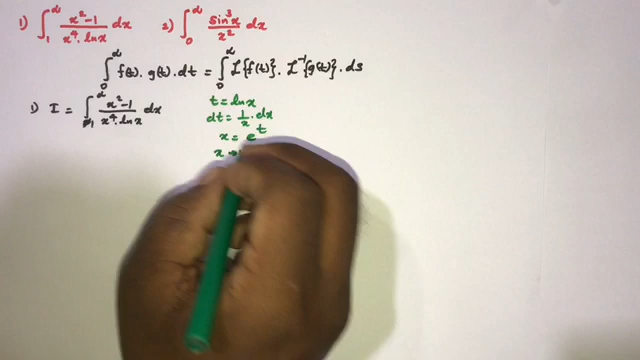 1) ∫₁^∝ (x²-1)/(x⁴·lnx) dx 2) ∫₀^∝ sin³x/x² dx
∫₀^∝ f(t)·g(t)·dt = ∫₀^∝ ℒ{f(t)}·ℒ⁻¹{g(t)}·ds
1) I = ∫₁^∝ (x²-1)/(x⁴·lnx) dx t = lnx
dt = 1/x·dx
x = e^t
x →